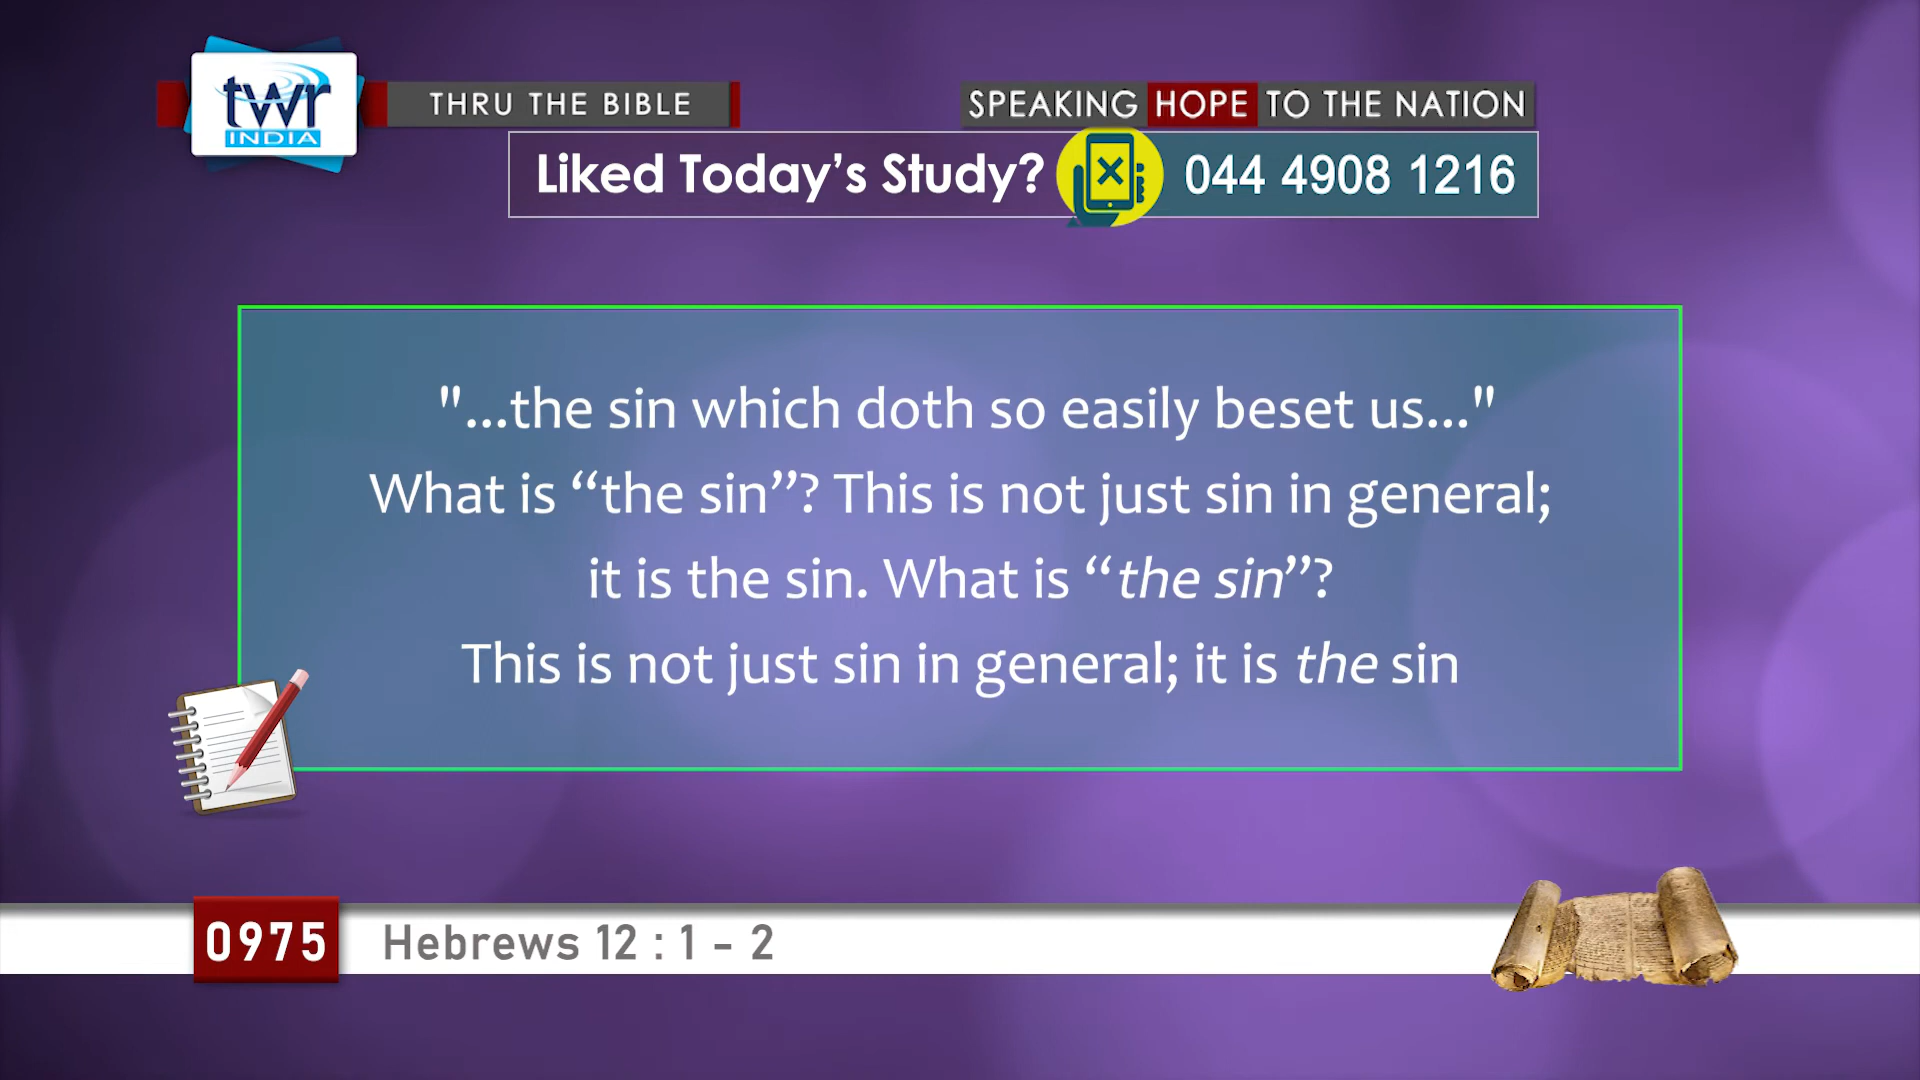 twr
INDIA
THRU THE BIBLE
SPEAKING HOPE TO THE NATION
Liked Today’s Study? 044 4908 1216
"...the sin which doth so easily beset us..."
What is “the sin”? This is not just sin in general;
it is the sin. What is “the sin”?
This is not just sin in general; it is the sin
0975 Hebrews 12 : 1 - 2